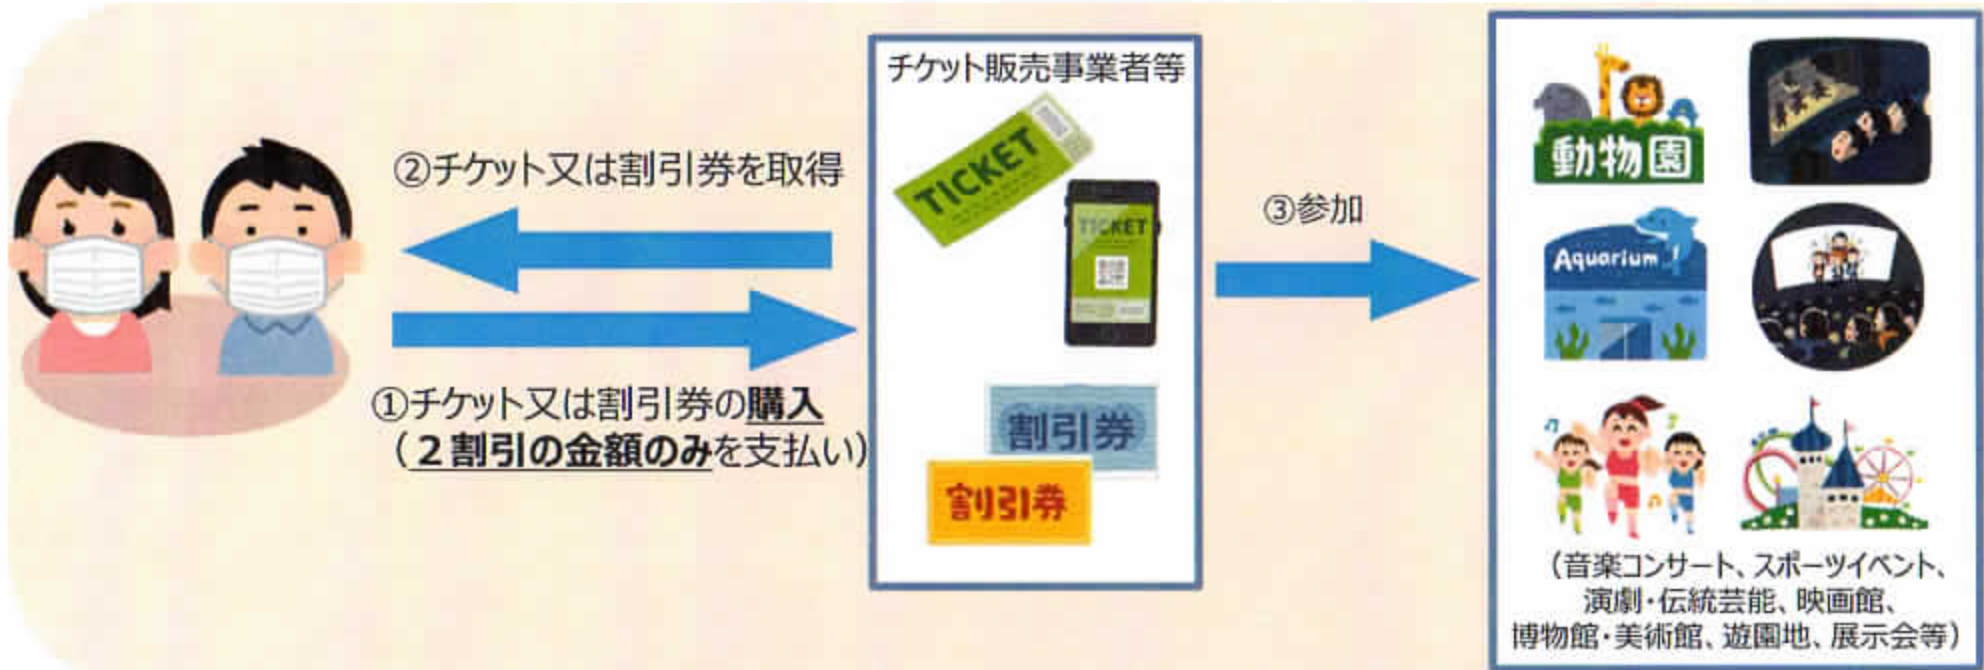 チケット販売事業者等
TICKET
TICKET
②チケット又は割引券を取得
①チケット又は割引券の購入
（２割引の金額のみを支払い）
割引券
割引券
③参加
動物園
Aquarium
（音楽コンサート、スポーツイベント、
演劇・伝統芸能、映画館、
博物館・美術館、遊園地、展示会等）